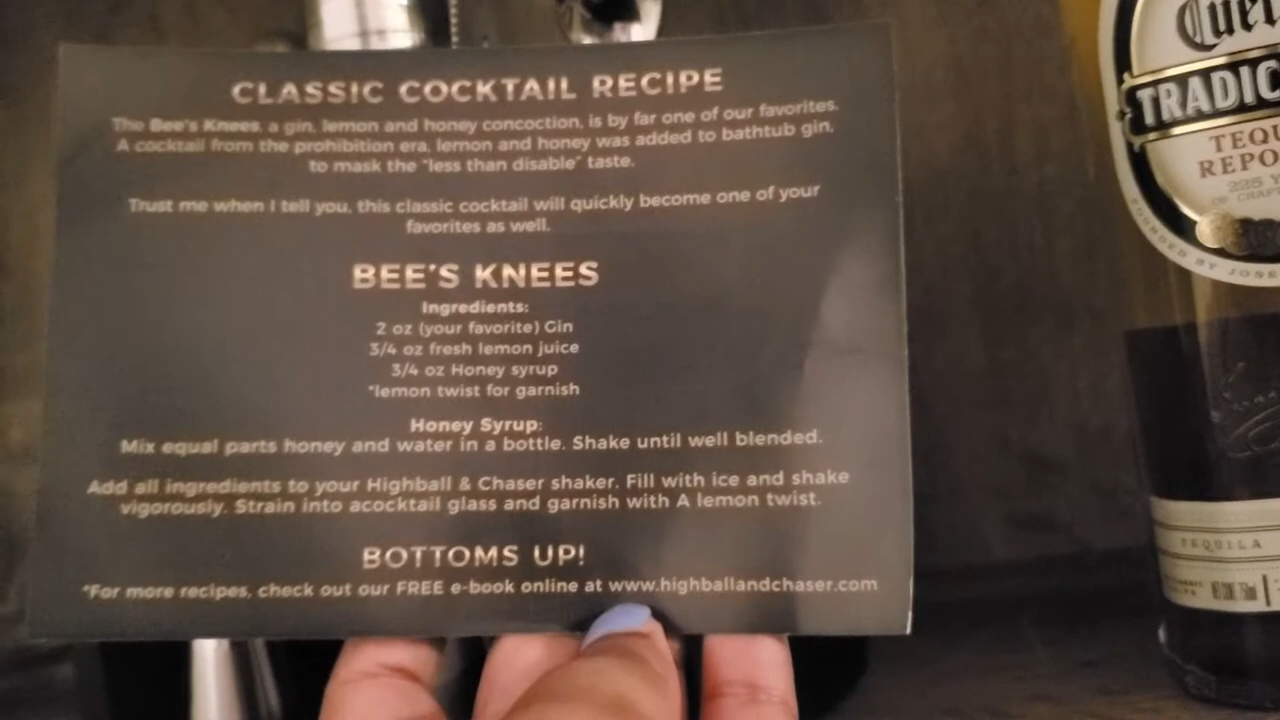 CLASSIC COCKTAIL RECIPE
The Bee's Knees, a gin, lemon and honey concoction, is by far one of our favorites.
A cocktail from the prohibition era, lemon and honey was added to bathtub gin,
to mask the "less than disable" taste.
Trust me when I tell you, this classic cocktail will quickly become one of your
favorites as well.
BEE'S KNEES
Ingredients:
2 oz (your favorite) Gin
3/4 oz fresh lemon juice
3/4 oz Honey syrup
*lemon twist for garnish
Honey Syrup:
Mix equal parts honey and water in a bottle. Shake until well blended.
Add all ingredients to your Highball & Chaser shaker. Fill with ice and shake
vigorously. Strain into acocktail glass and garnish with A lemon twist.
BOTTOMS UP!
*For more recipes, check out our FREE e-book online at www.highballandchaser.com
Cuer
TRADIC
TEQU
REPO
225 Y
OF CRAF
FOUNDED BY JOSE
TEQUILA